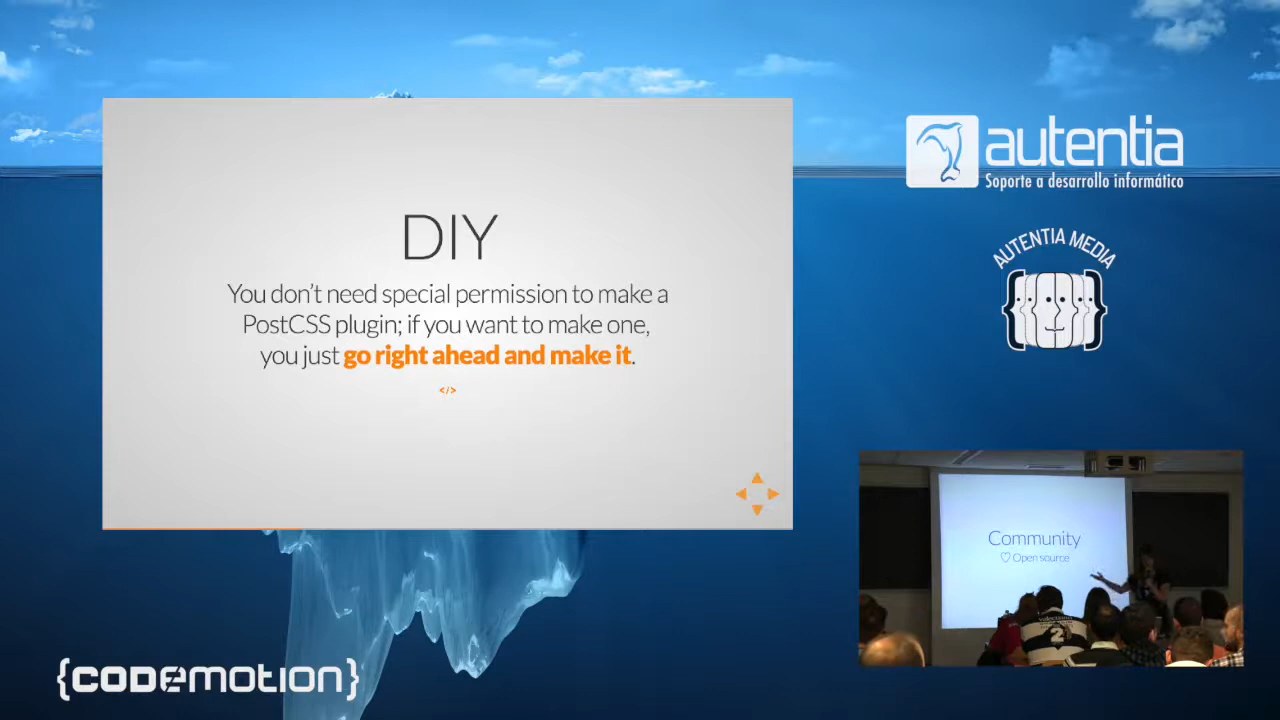 DIY
You don't need special permission to make a
PostCSS plugin; if you want to make one,
you just go right ahead and make it.
</>
autentia
Soporte a desarrollo informático
AUTENTIA MEDIA
Community
♡ Open source
2
{CODEMOTION}